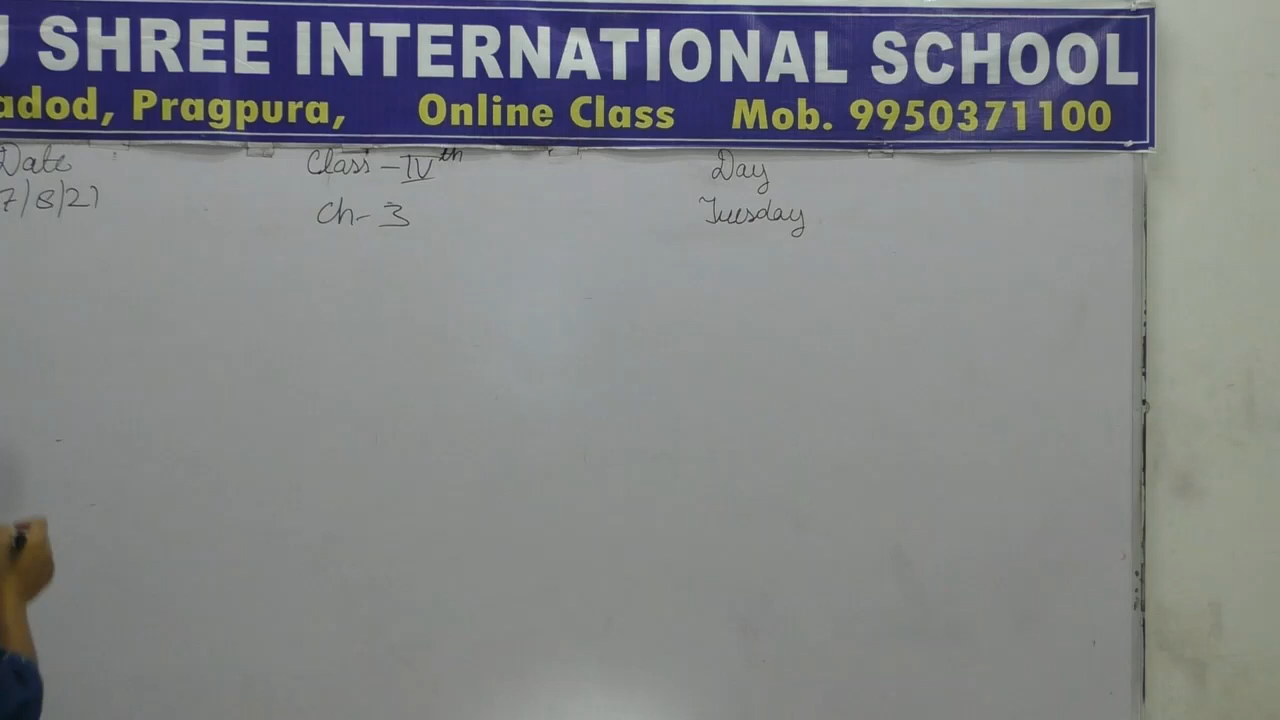 U SHREE INTERNATIONAL SCHOOL
adod, Pragpura, Online Class Mob. 9950371100
Date Class - IVth Day
7/8/21 Ch- 3 Tuesday